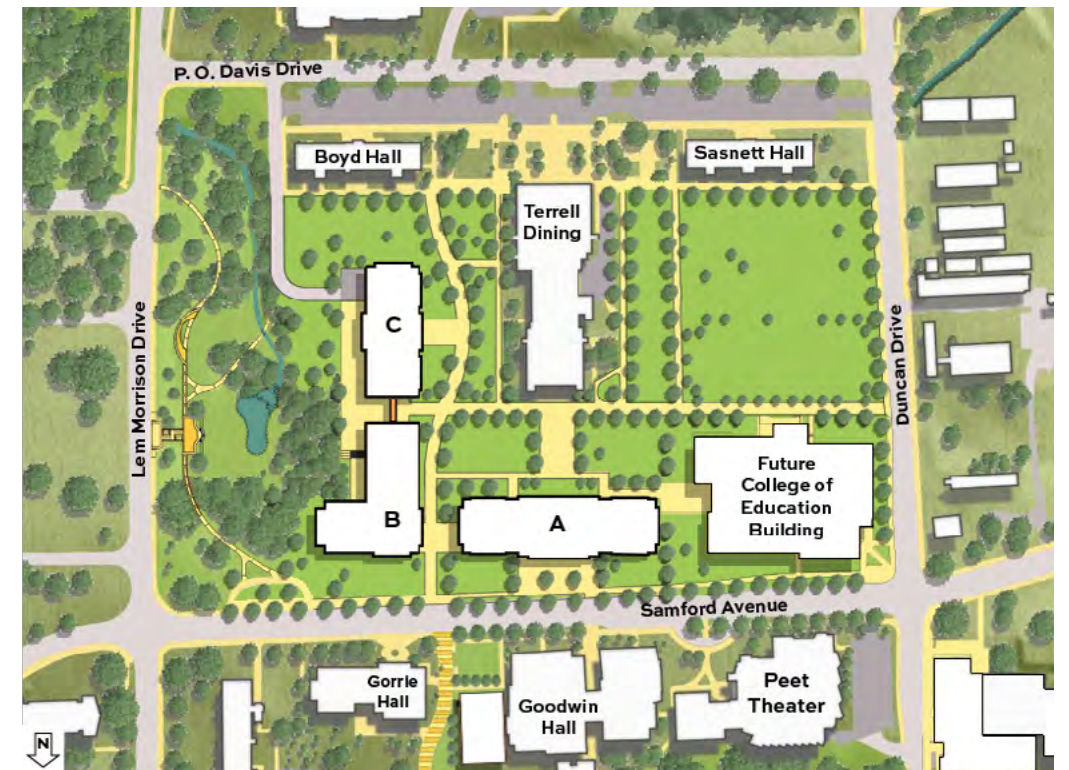 P. O. Davis Drive
Boyd Hall
Sasnett Hall
Terrell
Dining
C
Lem Morrison Drive
Duncan Drive
Future
College of
Education
Building
B
A
Samford Avenue
Gorrie
Hall
Goodwin
Hall
Peet
Theater
N